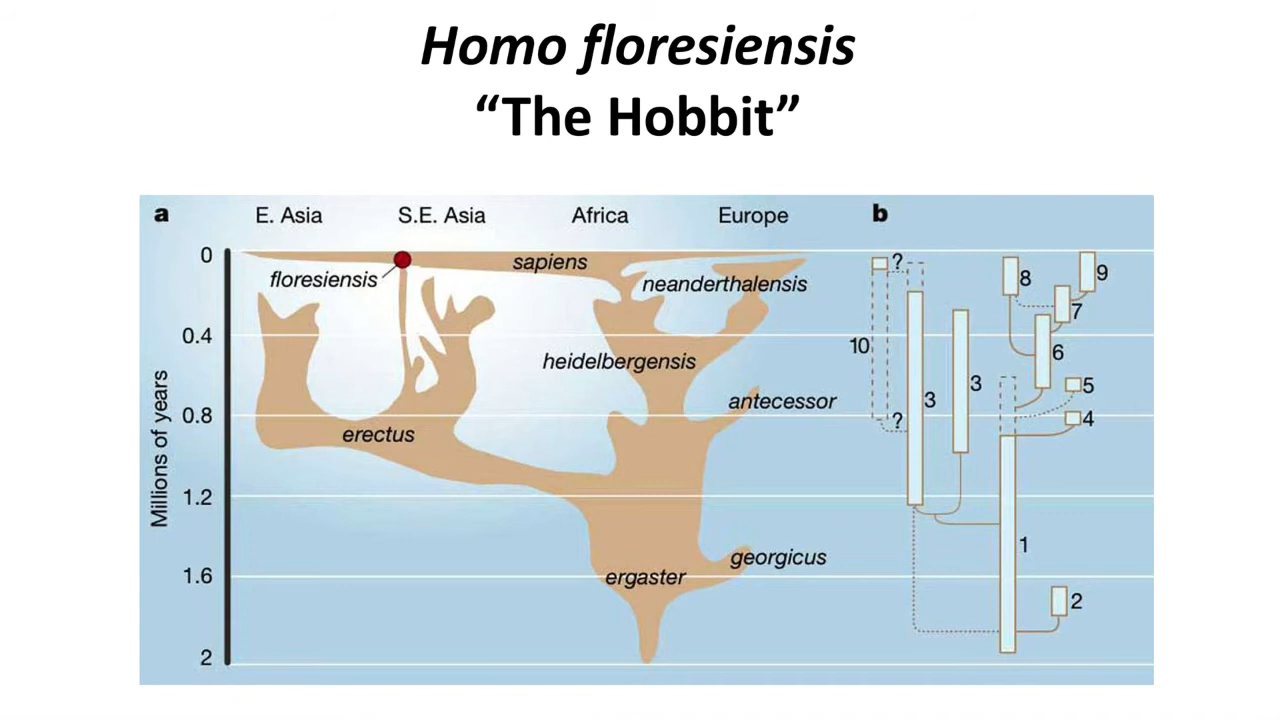 Homo floresiensis
“The Hobbit”
a
E. Asia
S.E. Asia
Africa
Europe
b
0
0.4
0.8
1.2
1.6
2
Millions of years
floresiensis
sapiens
neanderthalensis
heidelbergensis
antecessor
erectus
georgicus
ergaster
?
8
9
7
10
6
3
3
5
?
4
1
2